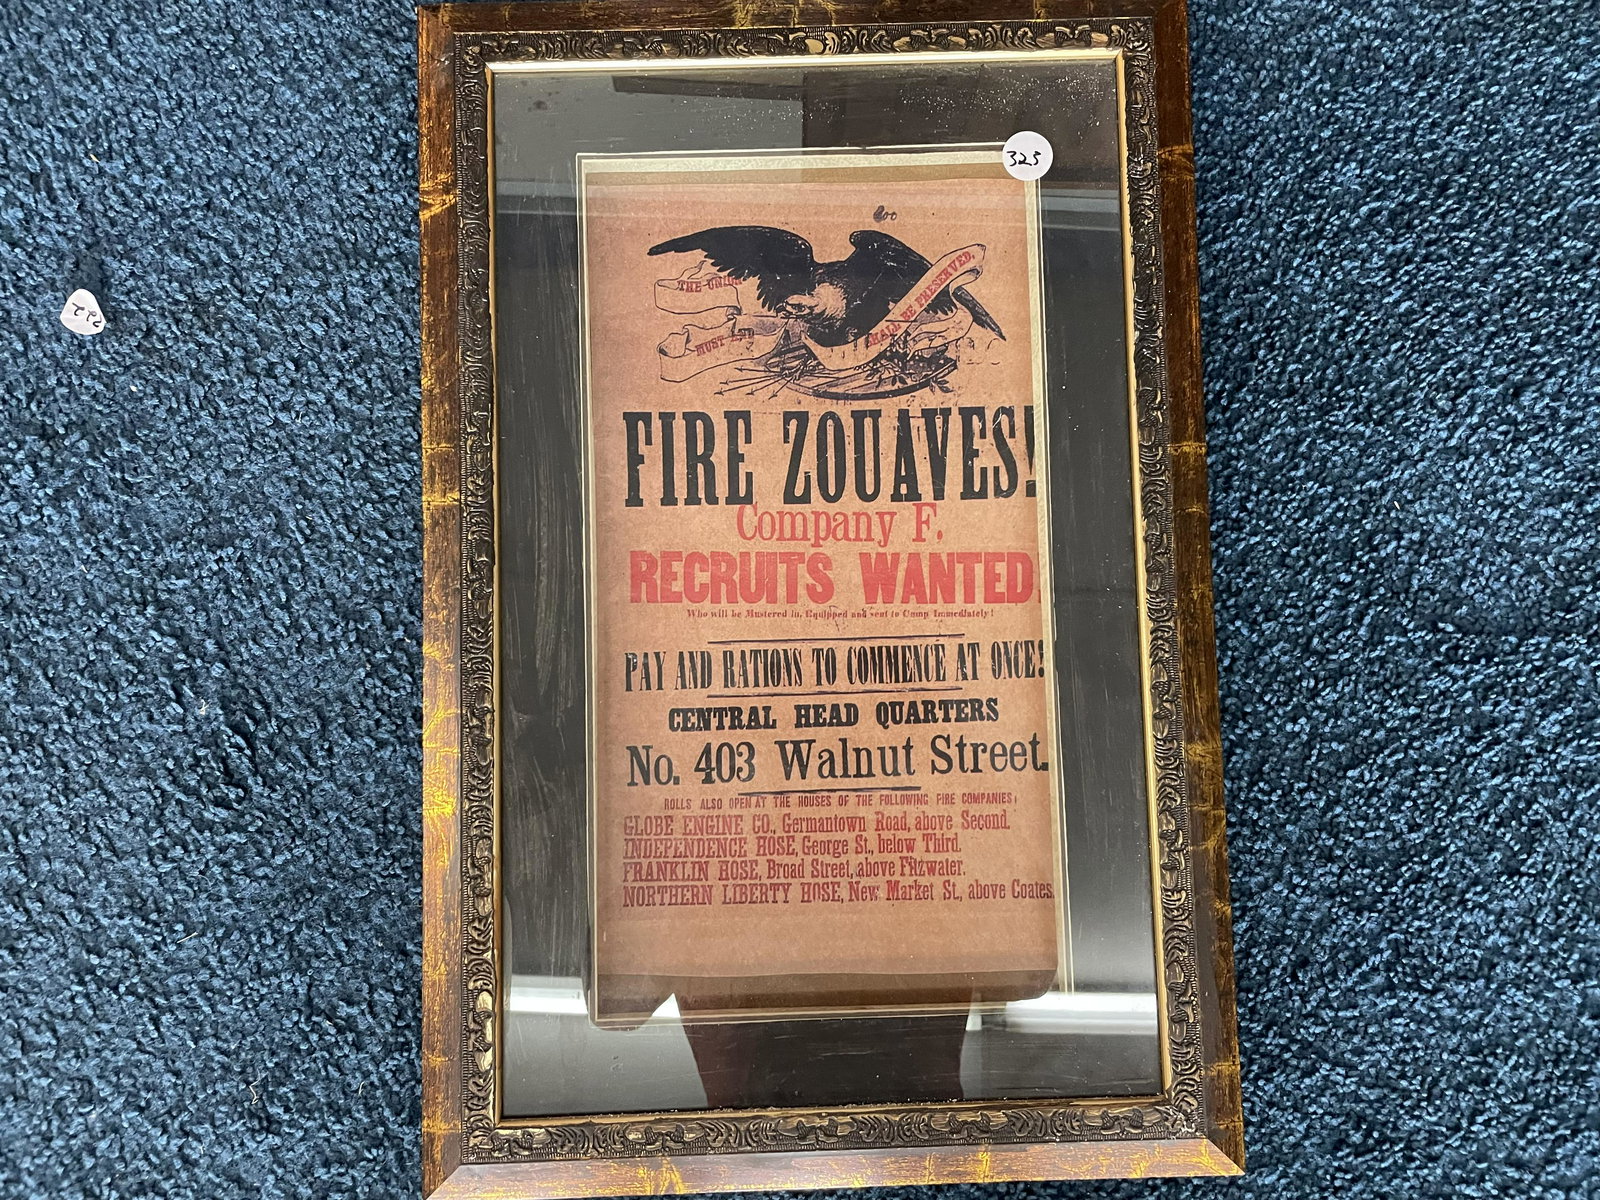 323
600
THE UNION
SHALL BE PRESERVED.
MUST AND
FIRE ZOUAVES!
Company F.
RECRUITS WANTED
Who will be Mustered in, Equipped and sent to Camp Immediately!
PAY AND RATIONS TO COMMENCE AT ONCE!
CENTRAL HEAD QUARTERS
No. 403 Walnut Street.
ROLLS ALSO OPEN AT THE HOUSES OF THE FOLLOWING FIRE COMPANIES:
GLOBE ENGINE CO., Germantown Road, above Second.
INDEPENDENCE HOSE, George St., below Third.
FRANKLIN HOSE, Broad Street, above Fitzwater.
NORTHERN LIBERTY HOSE, New Market St., above Coates.